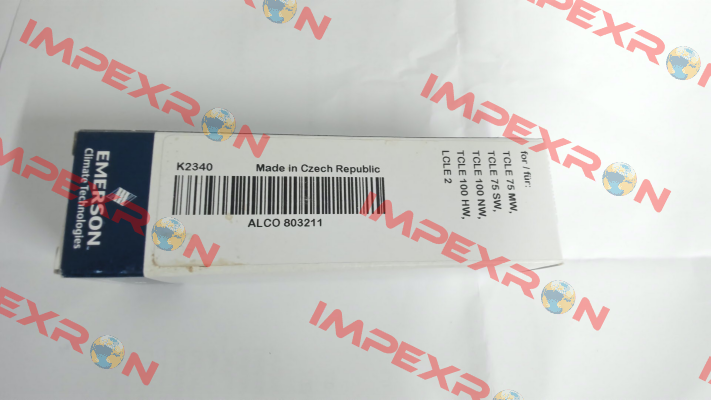 EMERSON
Climate Technologies
K2340 Made in Czech Republic
ALCO 803211
for / für:
TCLE 75 MW,
TCLE 75 SW,
TCLE 100 NW,
TCLE 100 HW,
LCLE 2
IMPEXRON
IMPEXRON
IMPEXRON
IMPEXRON
IMPEXRON
IMPEXRON
IMPEXRON